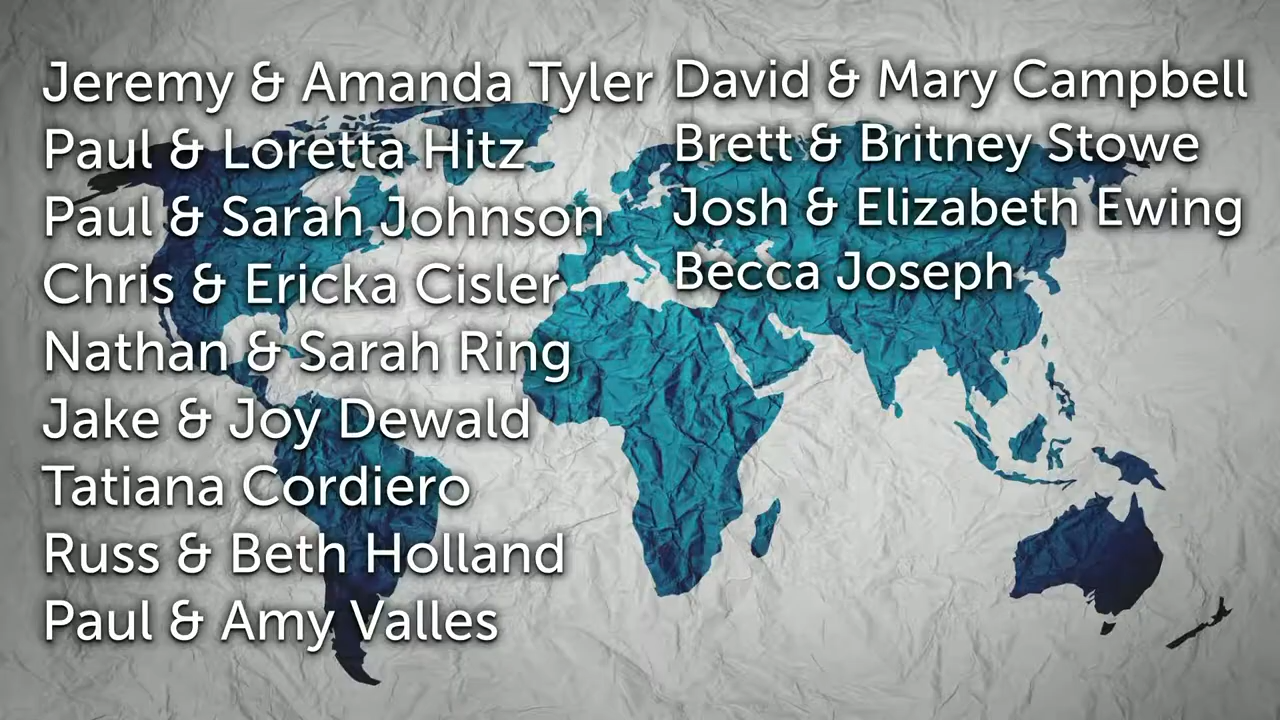 Jeremy & Amanda Tyler
Paul & Loretta Hitz
Paul & Sarah Johnson
Chris & Ericka Cisler
Nathan & Sarah Ring
Jake & Joy Dewald
Tatiana Cordiero
Russ & Beth Holland
Paul & Amy Valles
David & Mary Campbell
Brett & Britney Stowe
Josh & Elizabeth Ewing
Becca Joseph